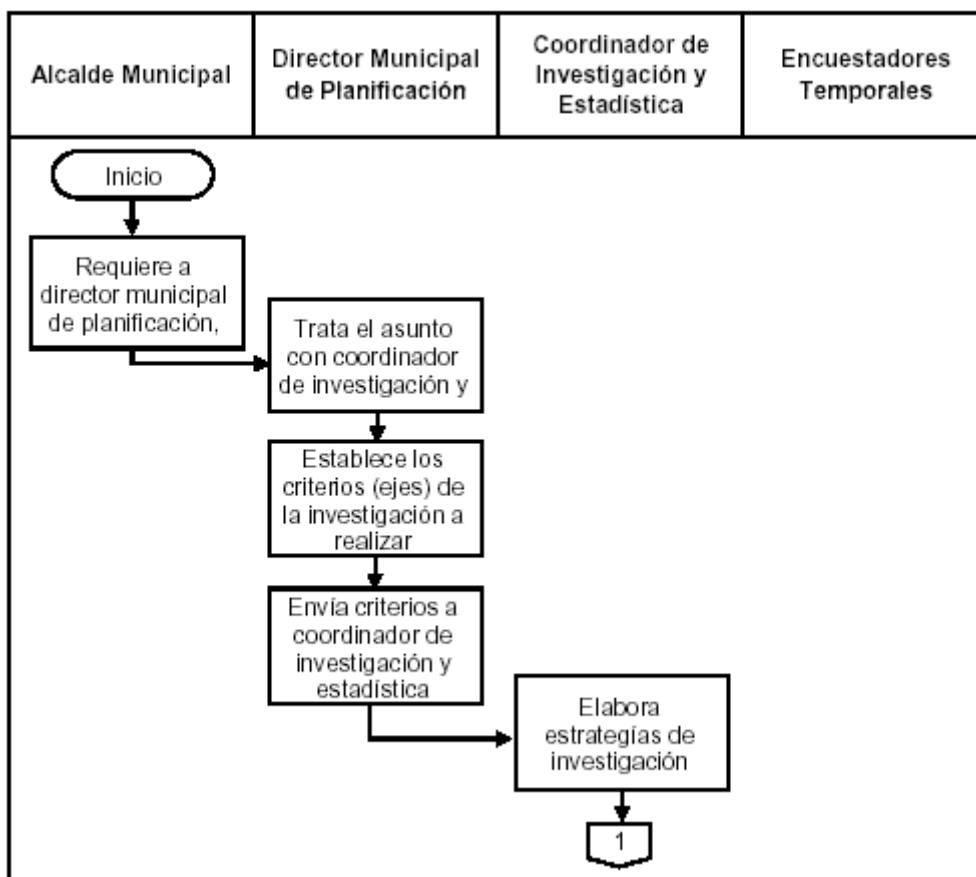 Alcalde Municipal
Director Municipal
de Planificación
Coordinador de
Investigación y
Estadística
Encuestadores
Temporales
Inicio
Requiere a
director municipal
de planificación,
Trata el asunto
con coordinador
de investigación y
Establece los
criterios (ejes) de
la investigación a
realizar
Envía criterios a
coordinador de
investigación y
estadística
Elabora
estrategías de
investigación
1